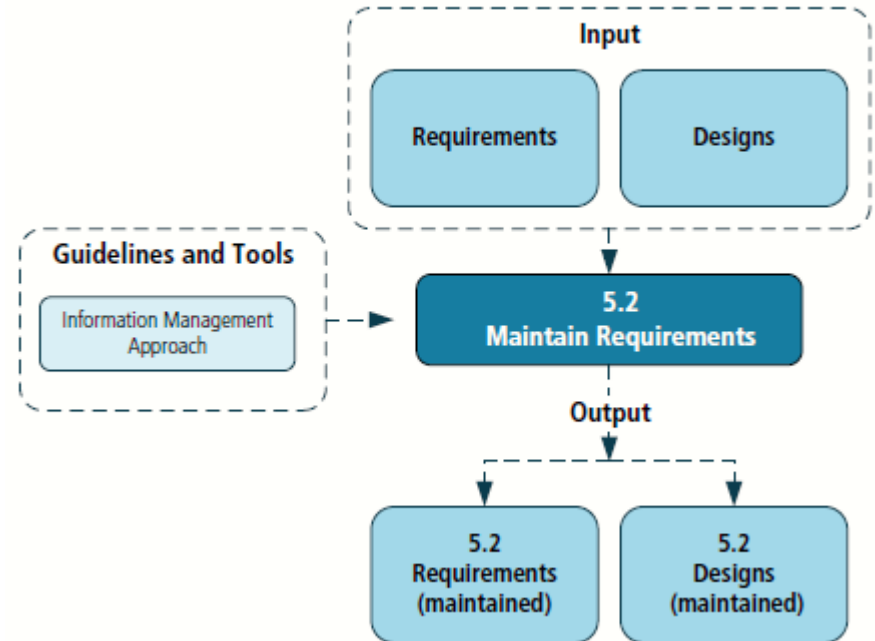 Input
Requirements
Designs
Guidelines and Tools
Information Management
Approach
5.2
Maintain Requirements
Output
5.2
Requirements
(maintained)
5.2
Designs
(maintained)